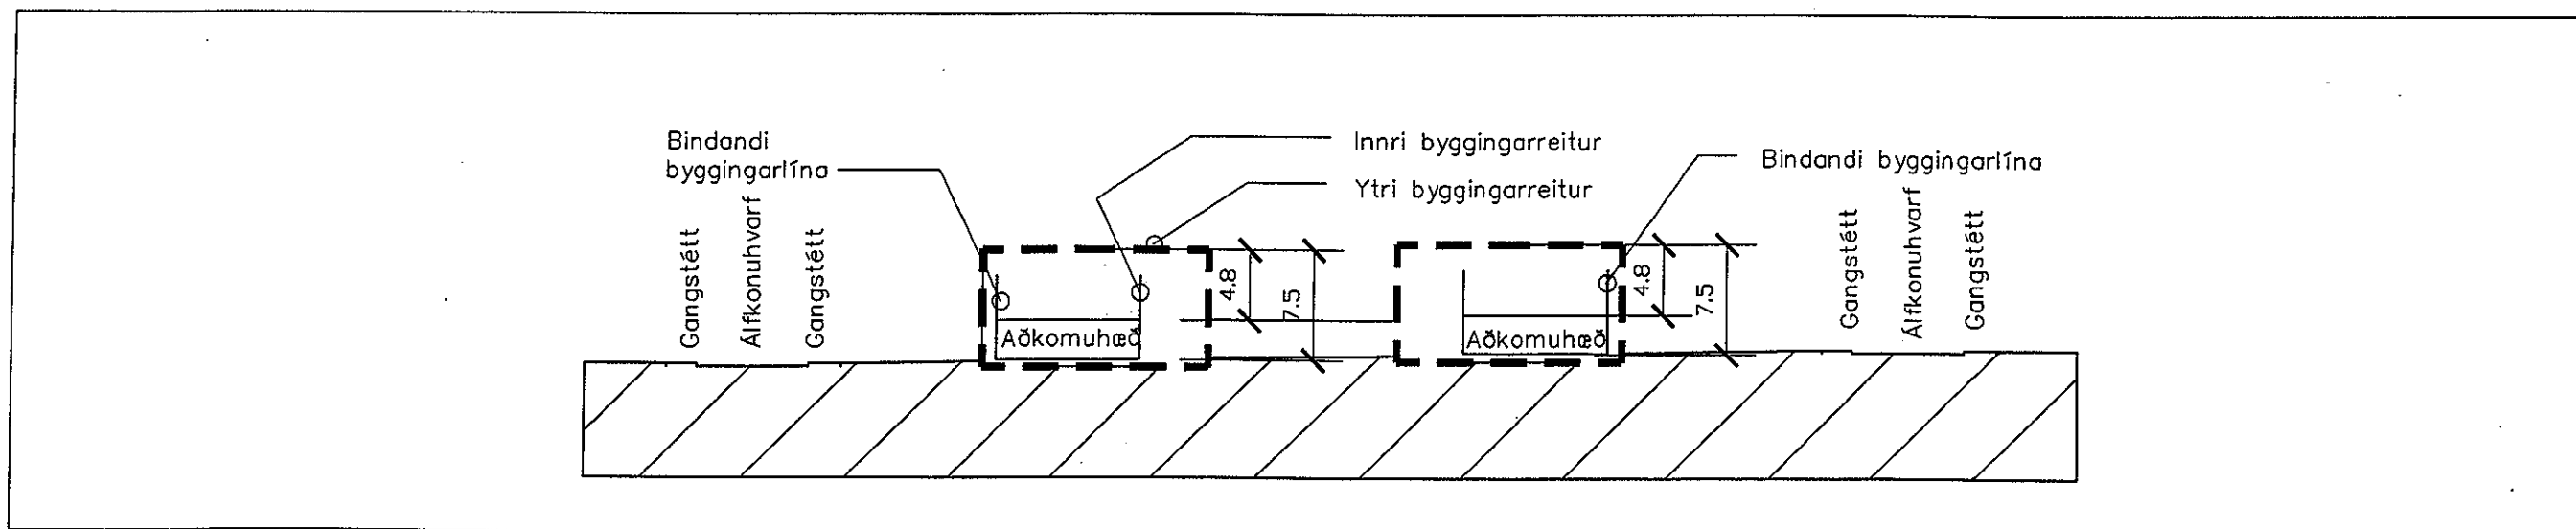 Bindandi
byggingarlína
Innri byggingarreitur
Ytri byggingarreitur
Bindandi byggingarlína
Gangstétt
Álfkonuhvarf
Gangstétt
4.8
7.5
4.8
7.5
Gangstétt
Álfkonuhvarf
Gangstétt
Aðkomuhæð
Aðkomuhæð